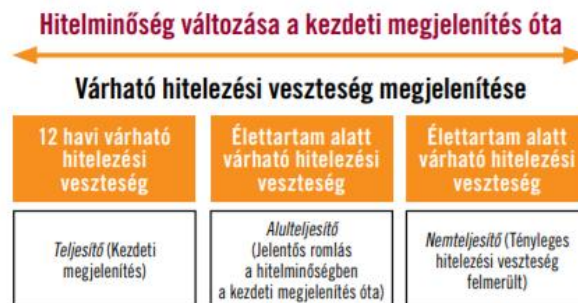 Hitelminőség változása a kezdeti megjelenítés óta
Várható hitelezési veszteség megjelenítése
12 havi várható
hitelezési
veszteség
Élettartam alatt
várható hitelezési
veszteség
Élettartam alatt
várható hitelezési
veszteség
Teljesítő (Kezdeti
megjelenítés)
Alulteljesítő
(Jelentős romlás
a hitelminőségben
a kezdeti megjelenítés óta)
Nemteljesítő (Tényleges
hitelezési veszteség
felmerült)